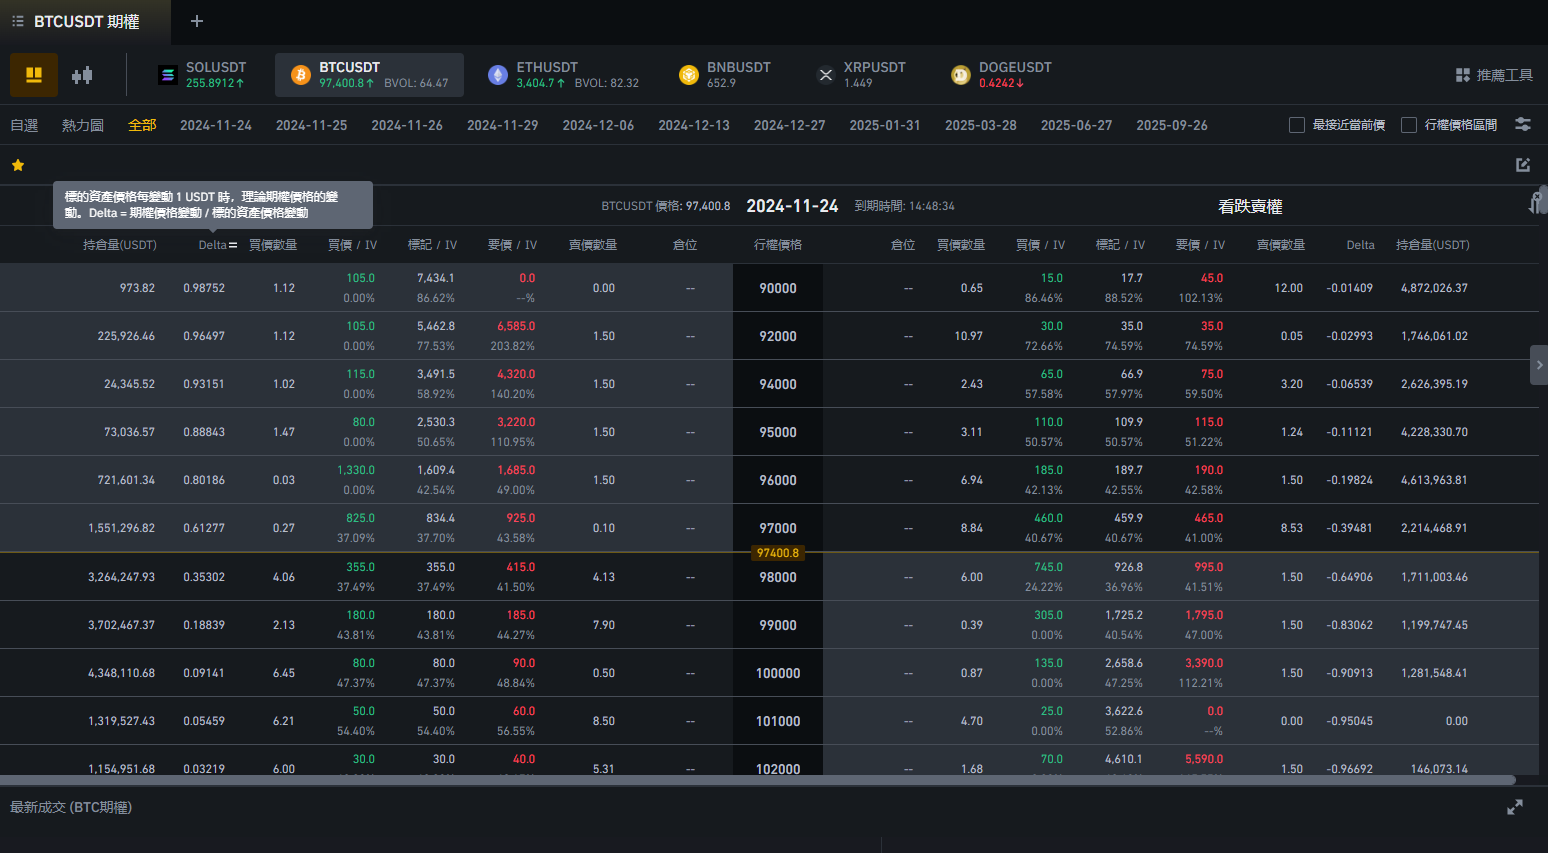 BTCUSDT 期權
SOLUSDT
255.8912↑
BTCUSDT
97,400.8↑ BVOL: 64.47
ETHUSDT
3,404.7↑ BVOL: 82.32
BNBUSDT
652.9
XRPUSDT
1.449
DOGEUSDT
0.4242↓
推薦工具
自選 熱力圖 全部 2024-11-24 2024-11-25 2024-11-26 2024-11-29 2024-12-06 2024-12-13 2024-12-27 2025-01-31 2025-03-28 2025-06-27 2025-09-26 最接近當前價 行權價格區間
標的資產價格每變動 1 USDT 時，理論期權價格的變
動。Delta = 期權價格變動 / 標的資產價格變動
BTCUSDT 價格: 97,400.8 2024-11-24 到期時間: 14:48:34 看跌賣權
持倉量(USDT) Delta 買價數量 買價 / IV 標記 / IV 要價 / IV 賣價數量 倉位 行權價格 倉位 買價數量 買價 / IV 標記 / IV 要價 / IV 賣價數量 Delta 持倉量(USDT)
105.0 7,434.1 0.0 15.0 17.7 45.0
973.82 0.98752 1.12 0.00 -- 90000 -- 0.65 12.00 -0.01409 4,872,026.37
0.00% 86.62% --% 86.46% 88.52% 102.13%
105.0 5,462.8 6,585.0 30.0 35.0 35.0
225,926.46 0.96497 1.12 1.50 -- 92000 -- 10.97 0.05 -0.02993 1,746,061.02
0.00% 77.53% 203.82% 72.66% 74.59% 74.59%
115.0 3,491.5 4,320.0 65.0 66.9 75.0
24,345.52 0.93151 1.02 1.50 -- 94000 -- 2.43 3.20 -0.06539 2,626,395.19
0.00% 58.92% 140.20% 57.58% 57.97% 59.50%
80.0 2,530.3 3,220.0 110.0 109.9 115.0
73,036.57 0.88843 1.47 1.50 -- 95000 -- 3.11 1.24 -0.11121 4,228,330.70
0.00% 50.65% 110.95% 50.57% 50.57% 51.22%
1,330.0 1,609.4 1,685.0 185.0 189.7 190.0
721,601.34 0.80186 0.03 1.50 -- 96000 -- 6.94 1.50 -0.19824 4,613,963.81
0.00% 42.54% 49.00% 42.13% 42.55% 42.58%
825.0 834.4 925.0 460.0 459.9 465.0
1,551,296.82 0.61277 0.27 0.10 -- 97000 -- 8.84 8.53 -0.39481 2,214,468.91
37.09% 37.70% 43.58% 40.67% 40.67% 41.00%
97400.8
355.0 355.0 415.0 745.0 926.8 995.0
3,264,247.93 0.35302 4.06 4.13 -- 98000 -- 6.00 1.50 -0.64906 1,711,003.46
37.49% 37.49% 41.50% 24.22% 36.96% 41.51%
180.0 180.0 185.0 305.0 1,725.2 1,795.0
3,702,467.37 0.18839 2.13 7.90 -- 99000 -- 0.39 1.50 -0.83062 1,199,747.45
43.81% 43.81% 44.27% 0.00% 40.54% 47.00%
80.0 80.0 90.0 135.0 2,658.6 3,390.0
4,348,110.68 0.09141 6.45 0.50 -- 100000 -- 0.87 1.50 -0.90913 1,281,548.41
47.37% 47.37% 48.84% 0.00% 47.25% 112.21%
50.0 50.0 60.0 25.0 3,622.6 0.0
1,319,527.43 0.05459 6.21 8.50 -- 101000 -- 4.70 0.00 -0.95045 0.00
54.40% 54.40% 56.55% 0.00% 52.86% --%
30.0 30.0 40.0 70.0 4,610.1 5,590.0
1,154,951.68 0.03219 6.00 5.31 -- 102000 -- 1.68 1.50 -0.96692 146,073.14
最新成交 (BTC期權)